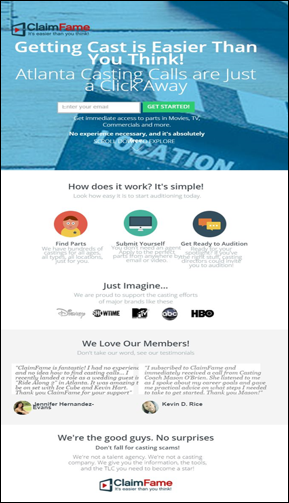 ClaimFame
It's easier than you think!
Getting Cast is Easier Than
You Think!
Atlanta Casting Calls are Just
a Click Away
Enter your email
GET STARTED!
Get immediate access to parts in Movies, TV,
Commercials and more.
No experience necessary, and it's absolutely
SCROLL DOWN TO EXPLORE
How does it work? It's simple!
Look how easy it is to start auditioning today.
Find Parts
We have hundreds of
castings for all ages,
all types, all locations,
just for you.
Submit Yourself
You don't need an agent
Apply to the perfect
parts from anywhere by
email or video
Get Ready to Audition
Ready for your
spotlight? If you're
the right stuff, casting
directors could invite
you to audition!
Just Imagine...
We are proud to support the casting efforts
of major brands like these
Disney
SHOWTIME
MTV
abc
HBO
We Love Our Members!
Don't take our word, see our testimonials.
"ClaimFame is fantastic! I had no experience
and no idea how to find casting calls... I
recently landed a role as a wedding guest in
"Ride Along 2" in Atlanta. It was amazing to
be on set with Ice Cube and Kevin Hart.
Thank you ClaimFame for your support"
Jennifer Hernandez-
Evans
"I subscribed to ClaimFame and
immediately received a call from Casting
Coach Mason O'Brien. She listened to me
as I spoke about my career goals and gave
me practical advice on what steps I needed
to take to get started. Thank you Mason!"
Kevin D. Rice
We're the good guys. No surprises
Don't fall for casting scams!
We're not a talent agency. We're not a casting
company. We give you the information, the tools,
and the TLC you need to become a star!
ClaimFame
It's easier than you think!